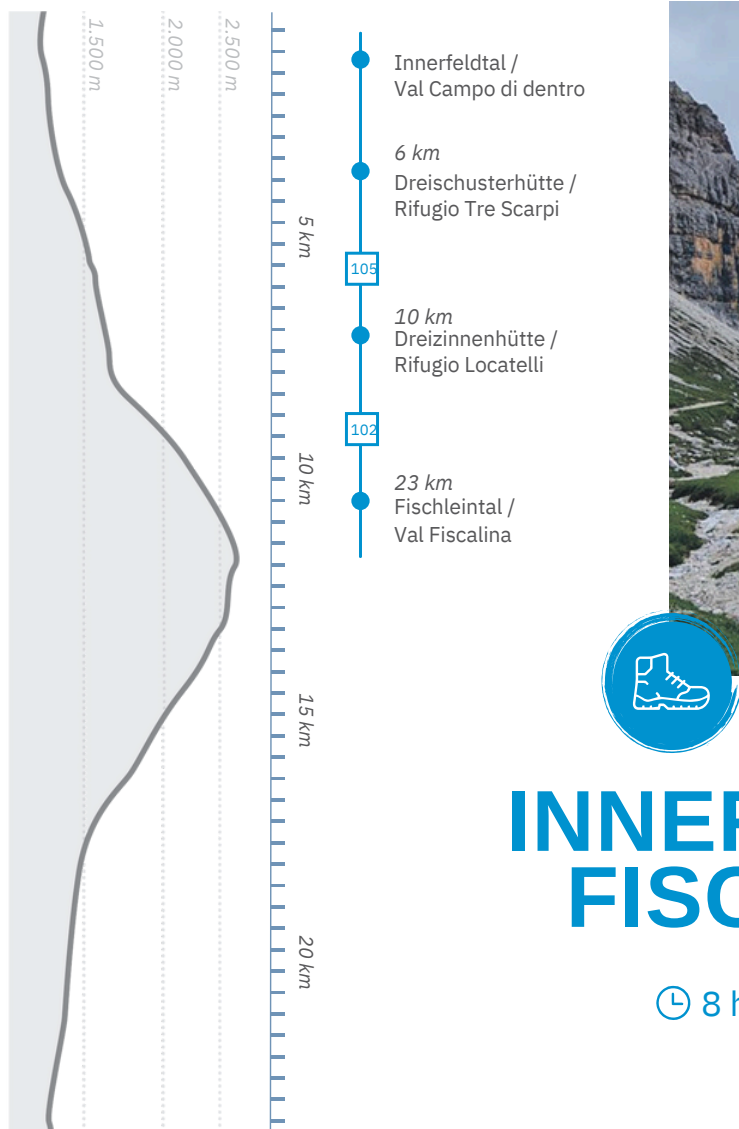 1.500 m
2.000 m
2.500 m
5 km
10 km
15 km
20 km
Innerfeldtal /
Val Campo di dentro
6 km
Dreischusterhütte /
Rifugio Tre Scarpi
105
10 km
Dreizinnenhütte /
Rifugio Locatelli
102
23 km
Fischleintal /
Val Fiscalina
INNER
FISC
8 h